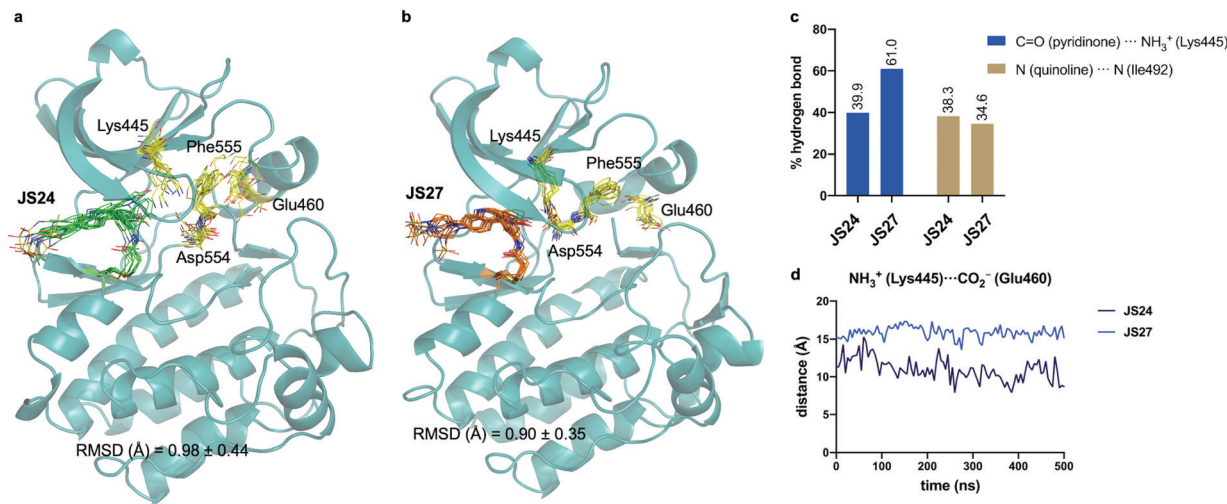 a
Lys445
Phe555
JS24
Glu460
Asp554
RMSD (Å) = 0.98 ± 0.44
b
Lys445
Phe555
JS27
Glu460
Asp554
RMSD (Å) = 0.90 ± 0.35
c
C=O (pyridinone) ··· NH₃⁺ (Lys445)
N (quinoline) ··· N (Ile492)
% hydrogen bond
80
60
40
20
0
39.9
61.0
38.3
34.6
JS24
JS27
JS24
JS27
d
NH₃⁺ (Lys445)···CO₂⁻ (Glu460)
distance (Å)
20
15
10
5
0
0
100
200
300
400
500
time (ns)
JS24
JS27